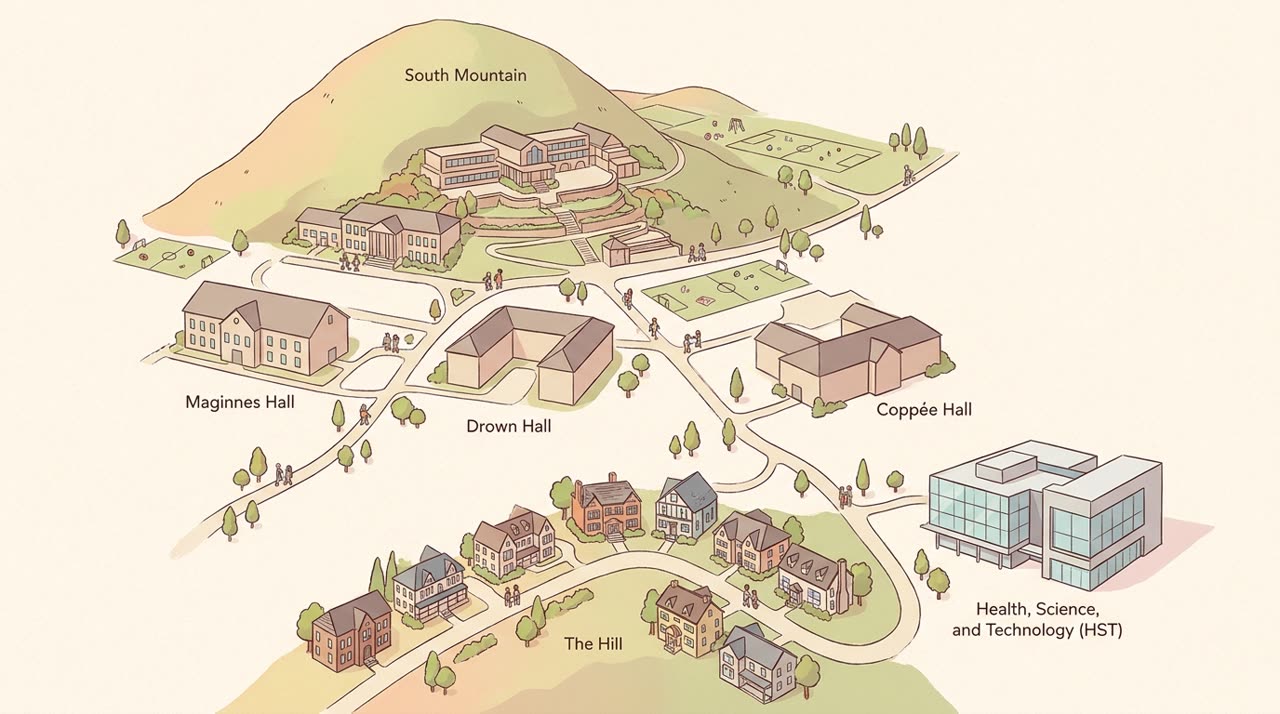 South Mountain
Maginnes Hall
Drown Hall
Coppée Hall
Health, Science,
and Technology (HST)
The Hill